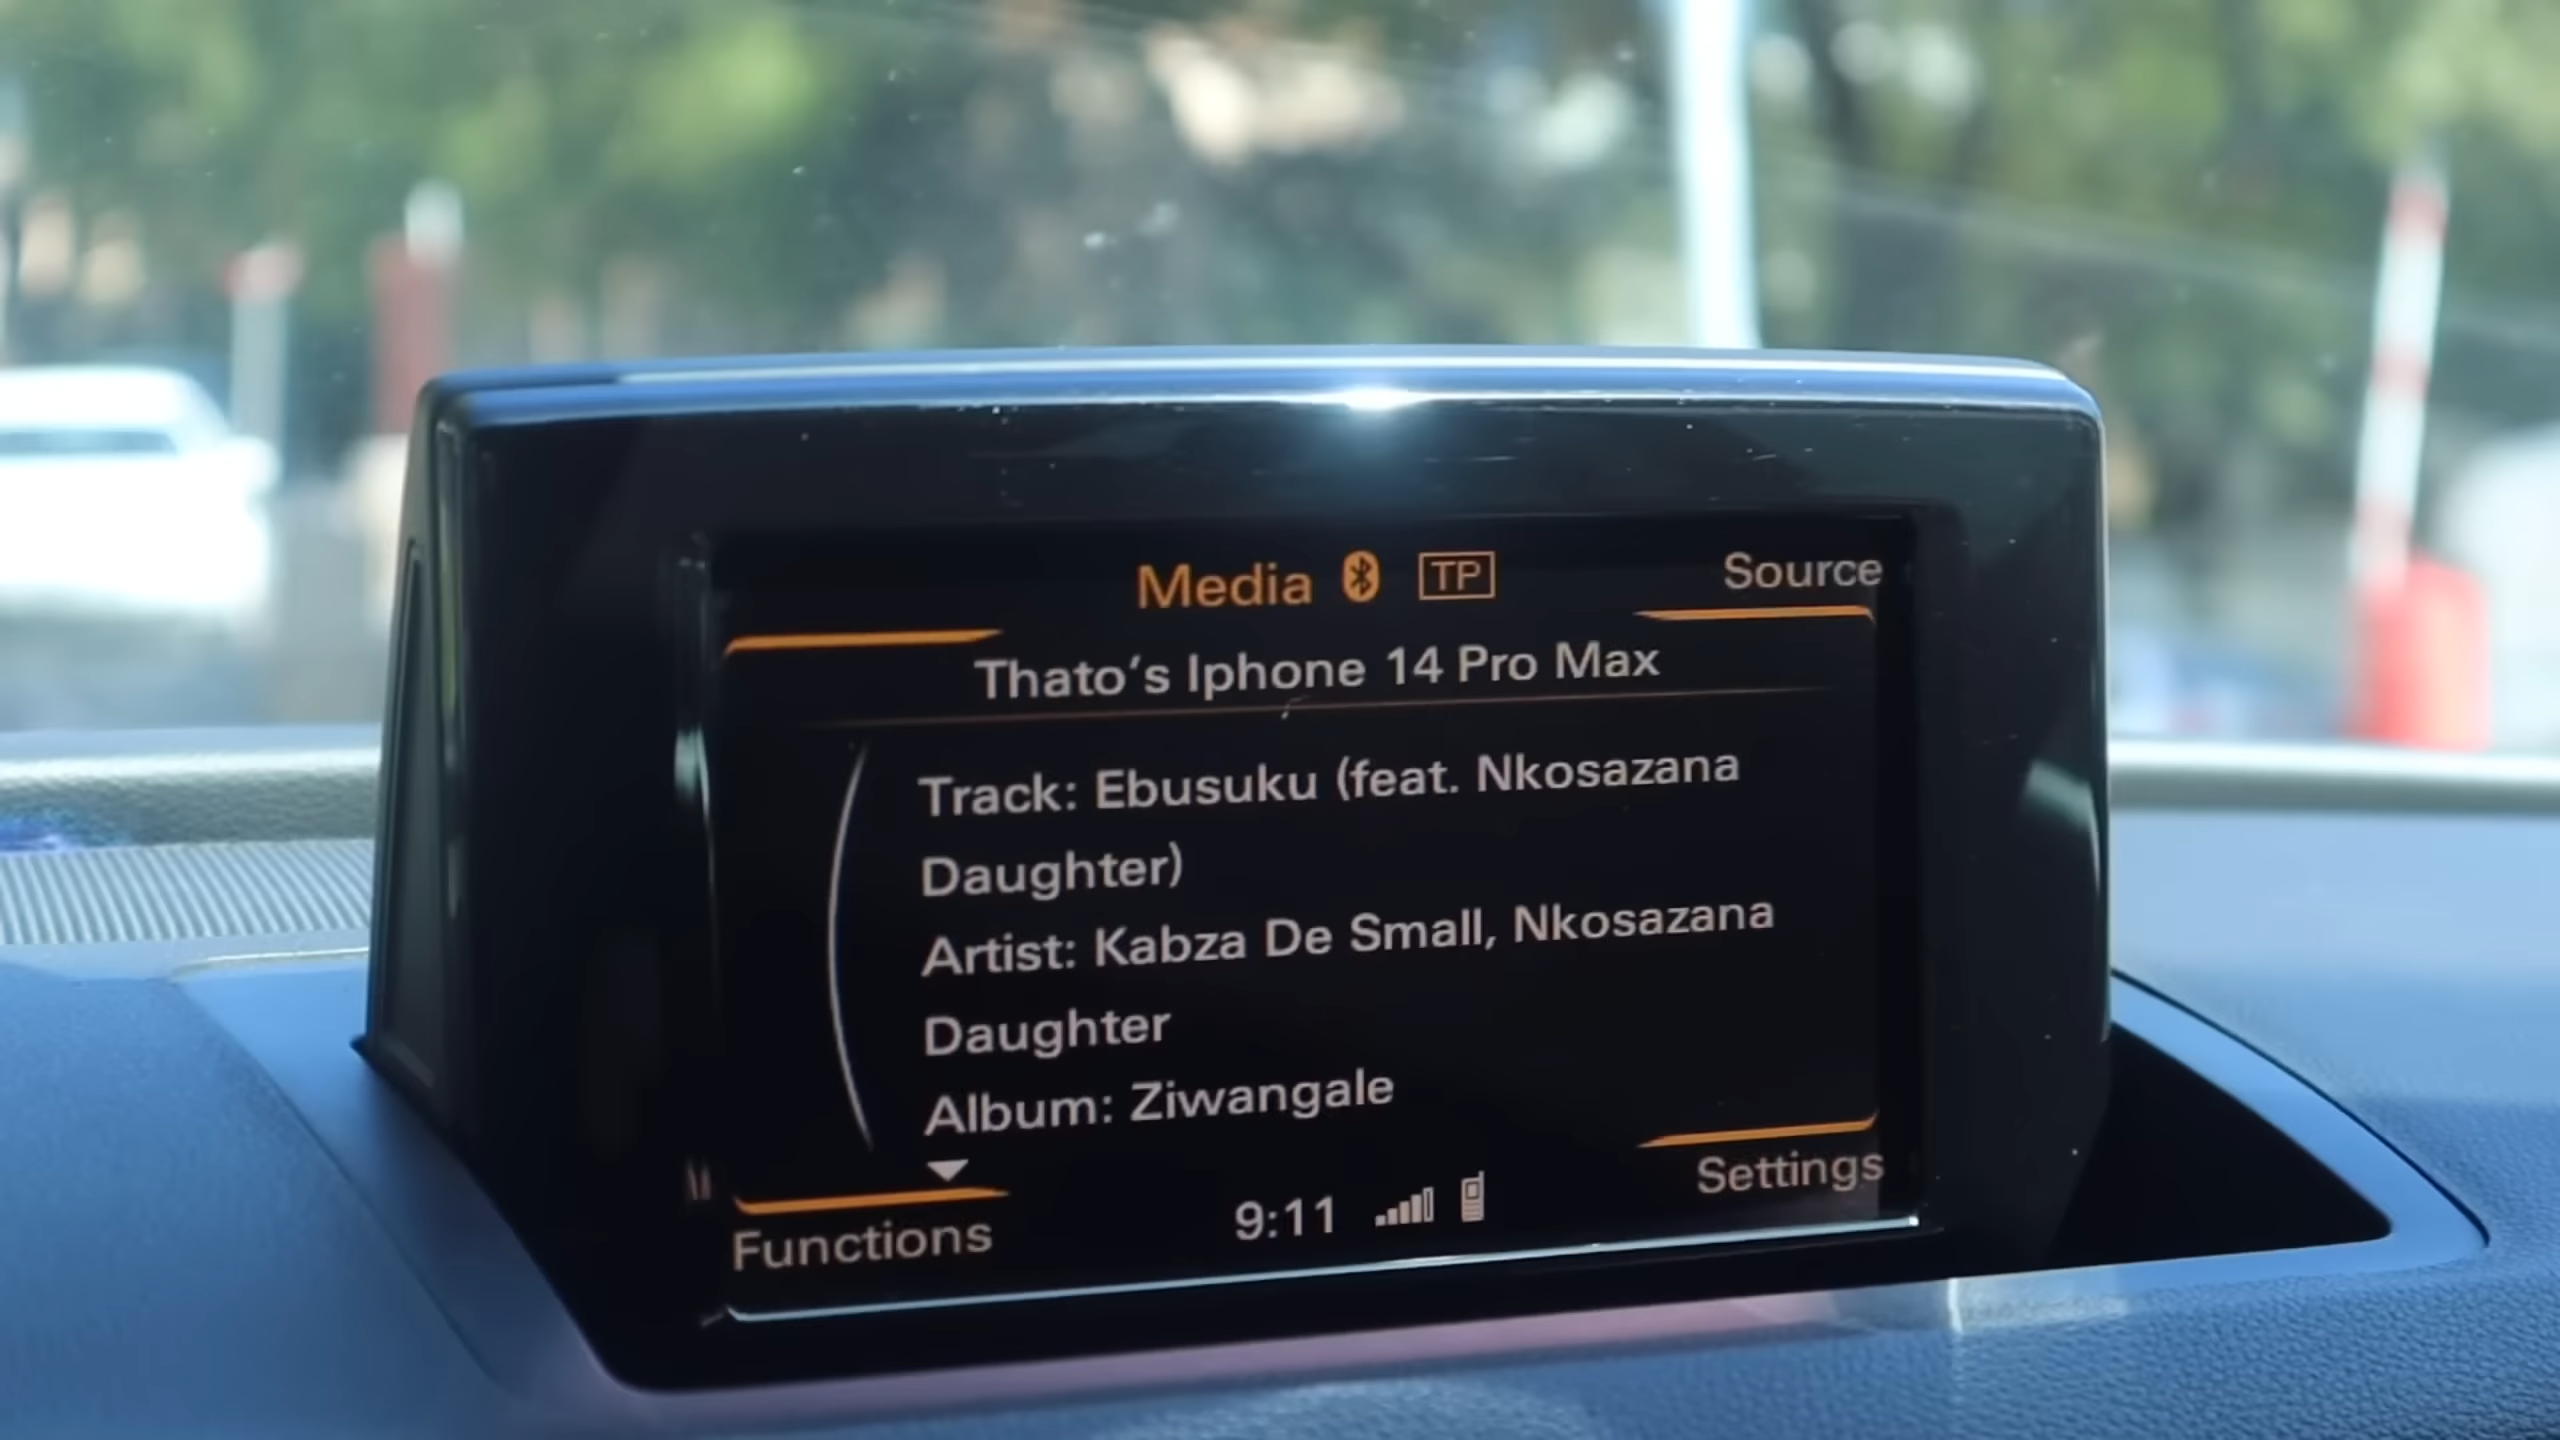 Media TP Source
Thato's Iphone 14 Pro Max
Track: Ebusuku (feat. Nkosazana
Daughter)
Artist: Kabza De Small, Nkosazana
Daughter
Album: Ziwangale
Functions 9:11 Settings